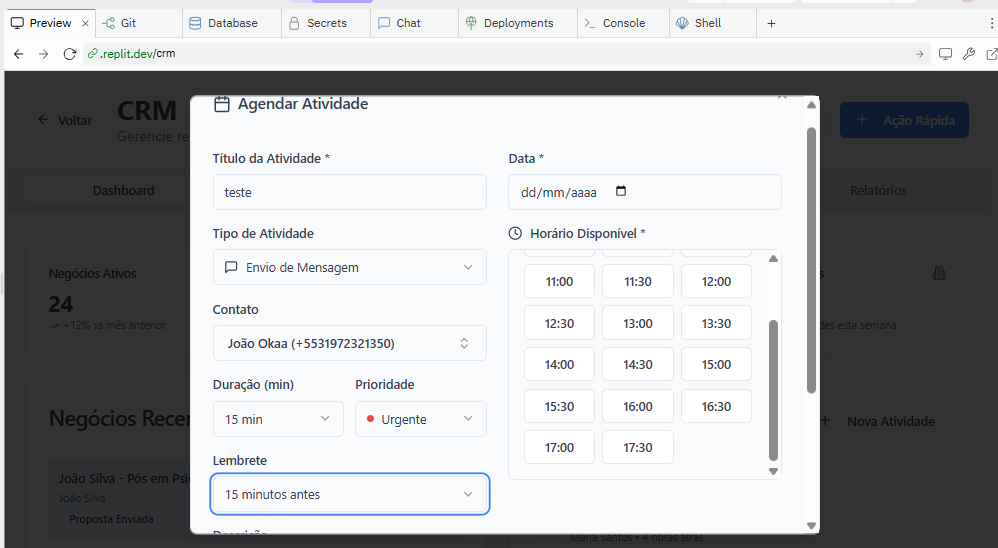 Preview
Git
Database
Secrets
Chat
Deployments
Console
Shell
.replit.dev/crm
Voltar
CRM
Gerencie re
Ação Rápida
Dashboard
Relatórios
Negócios Ativos
24
+12% vs mês anterior
s
des esta semana
Negócios Recen
Nova Atividade
João Silva - Pós em Psi
João Silva
Proposta Enviada
Maria Santos • 4 horas atrás
Agendar Atividade
Título da Atividade *
teste
Tipo de Atividade
Envio de Mensagem
Contato
João Okaa (+5531972321350)
Duração (min)
Prioridade
15 min
Urgente
Lembrete
15 minutos antes
Descrição
Data *
dd/mm/aaaa
Horário Disponível *
11:00 11:30 12:00
12:30 13:00 13:30
14:00 14:30 15:00
15:30 16:00 16:30
17:00 17:30